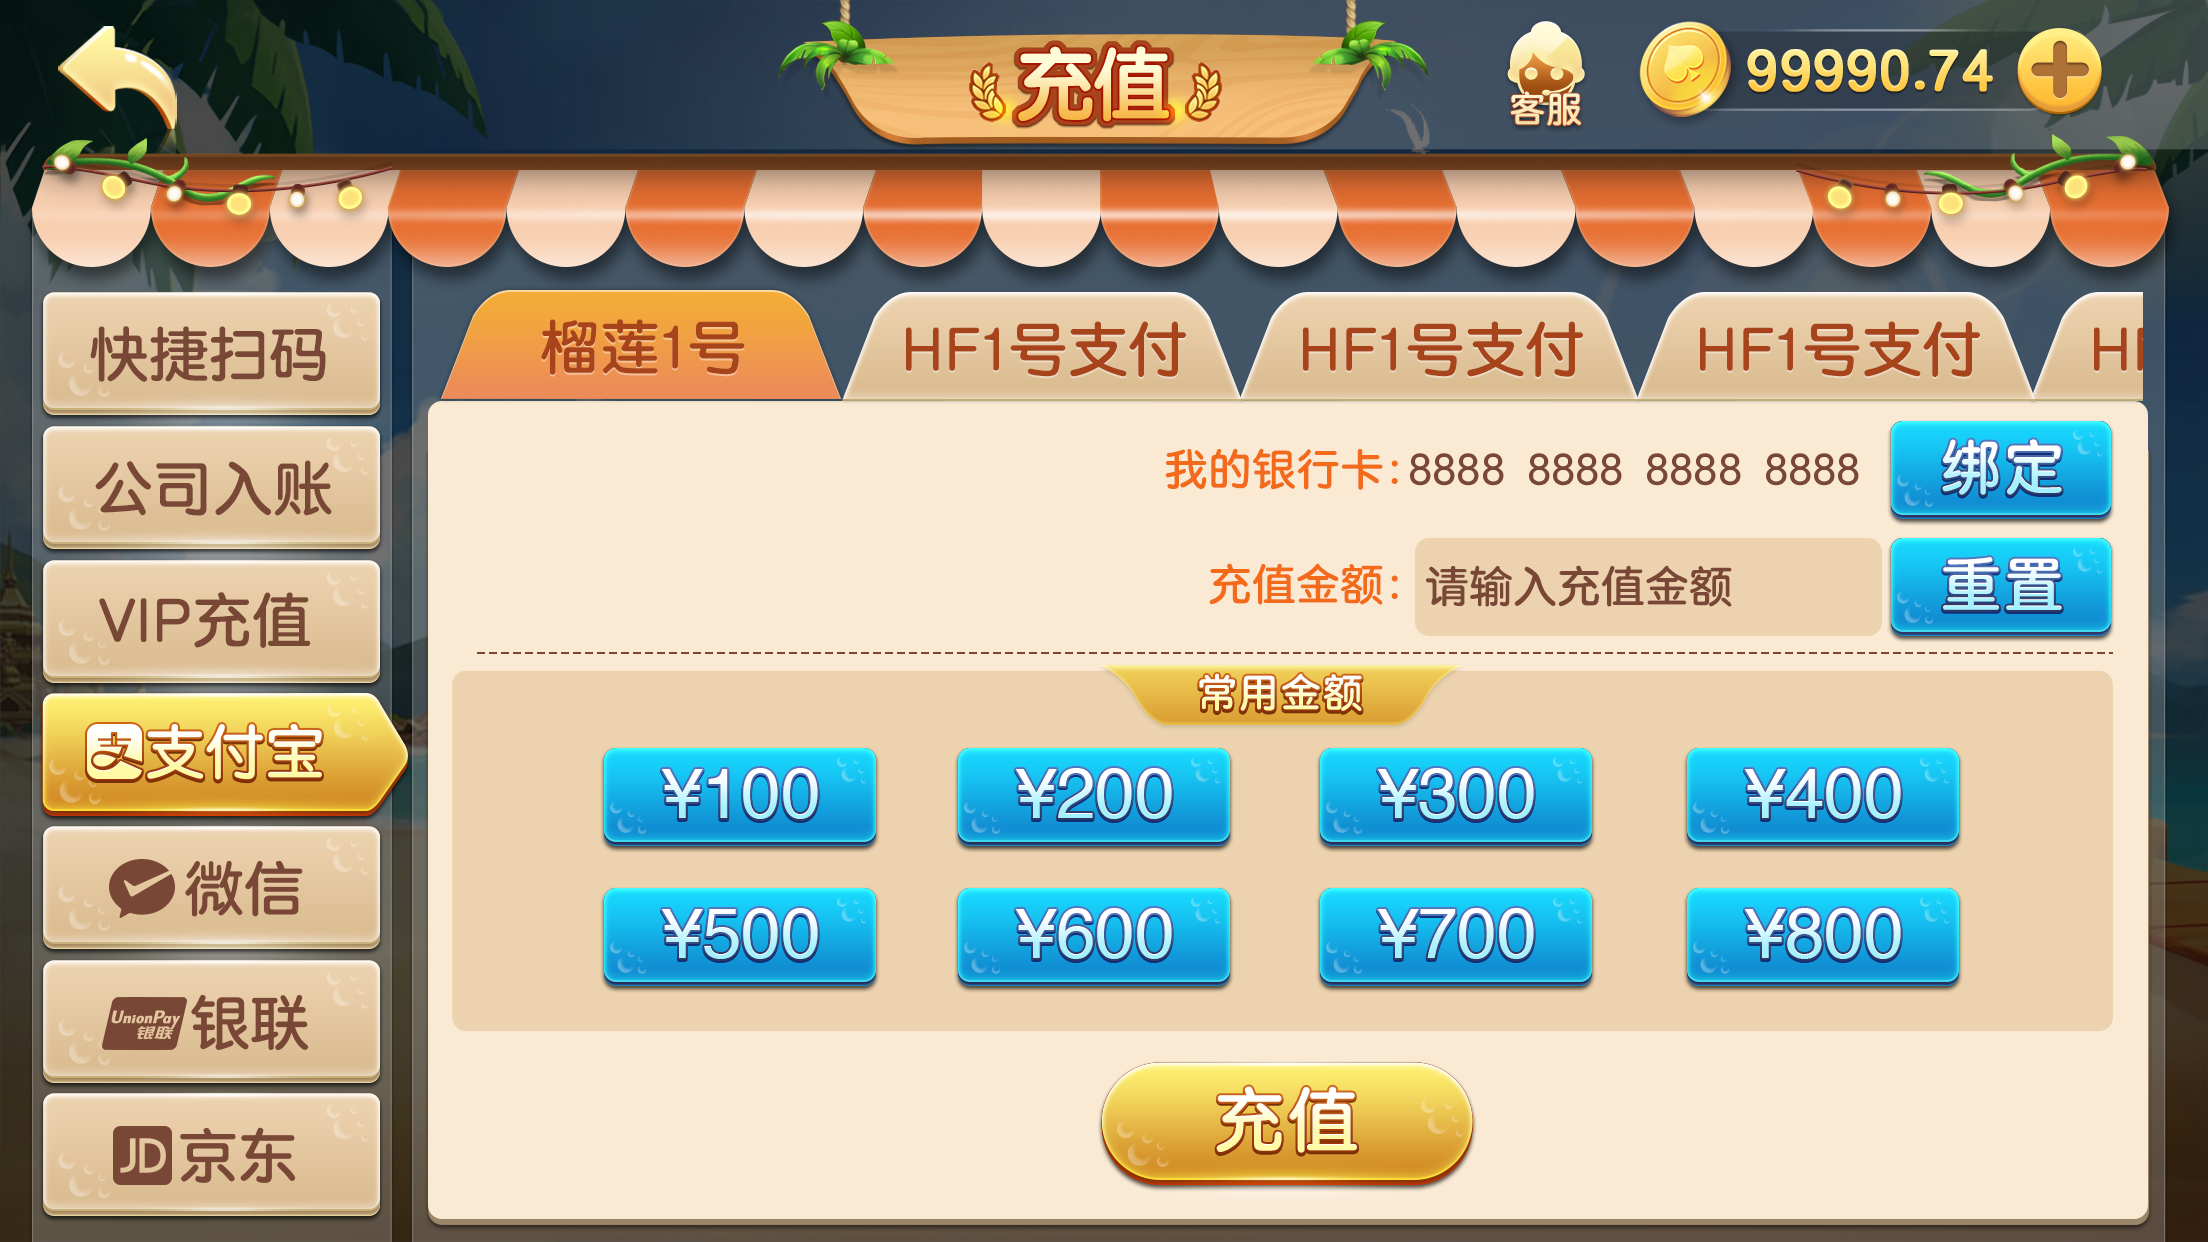 充值
客服
99990.74
快捷扫码
公司入账
VIP充值
支付宝
微信
UnionPay
银联
银联
JD京东
榴莲1号
HF1号支付
HF1号支付
HF1号支付
HF
我的银行卡:8888 8888 8888 8888
绑定
充值金额:
请输入充值金额
重置
常用金额
¥100
¥200
¥300
¥400
¥500
¥600
¥700
¥800
充值